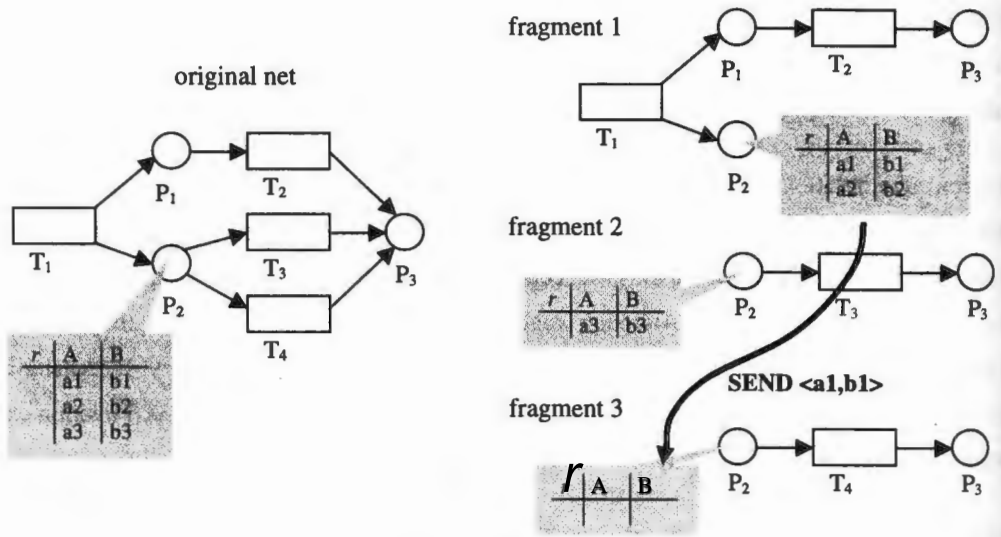 original net
P1
T2
T1
T3
P2
P3
T4
r A B
a1 b1
a2 b2
a3 b3
fragment 1
P1
T2
P3
T1
P2
r A B
a1 b1
a2 b2
fragment 2
P2
T3
P3
r A B
a3 b3
SEND <a1,b1>
fragment 3
P2
T4
P3
r A B